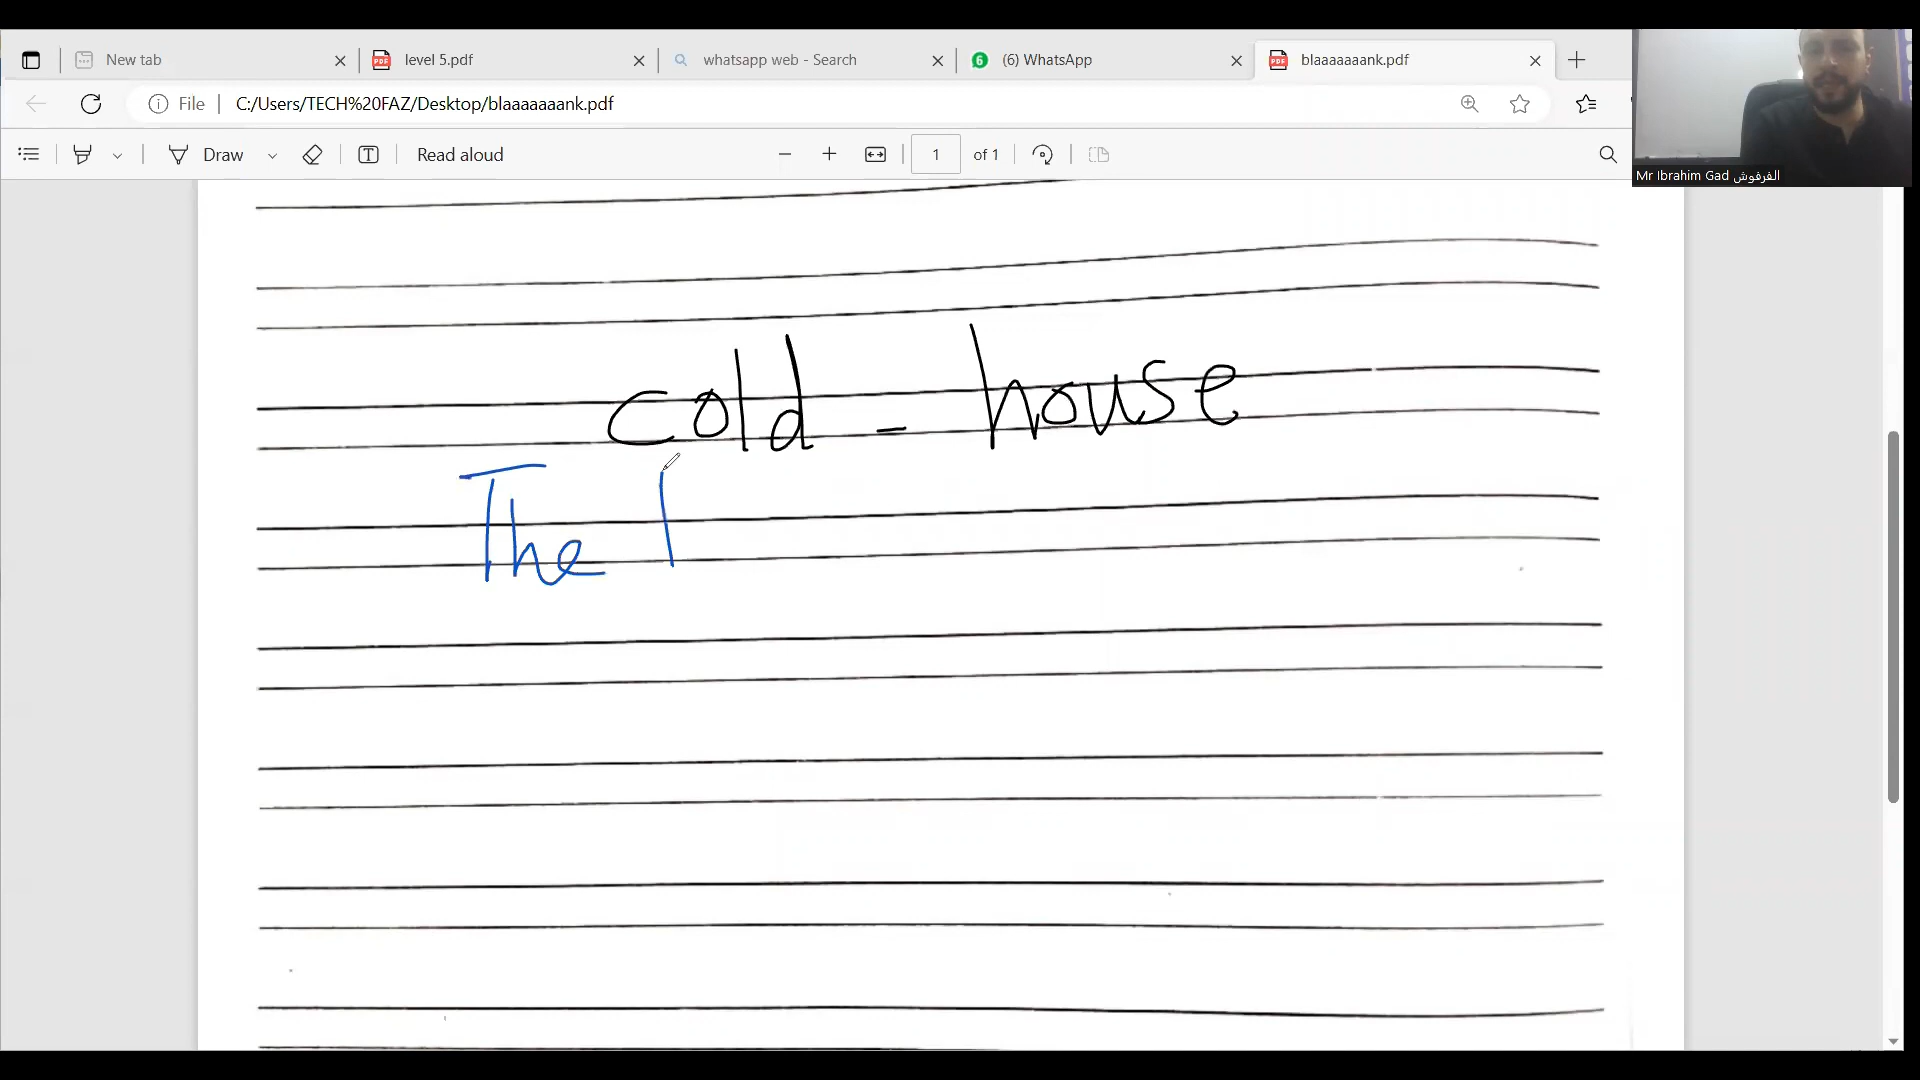 New tab
level 5.pdf
whatsapp web - Search
6
(6) WhatsApp
blaaaaaaank.pdf
File
C:/Users/TECH%20FAZ/Desktop/blaaaaaaank.pdf
Draw
Read aloud
1
of 1
Mr Ibrahim Gad الفرفوش
cold - house
The